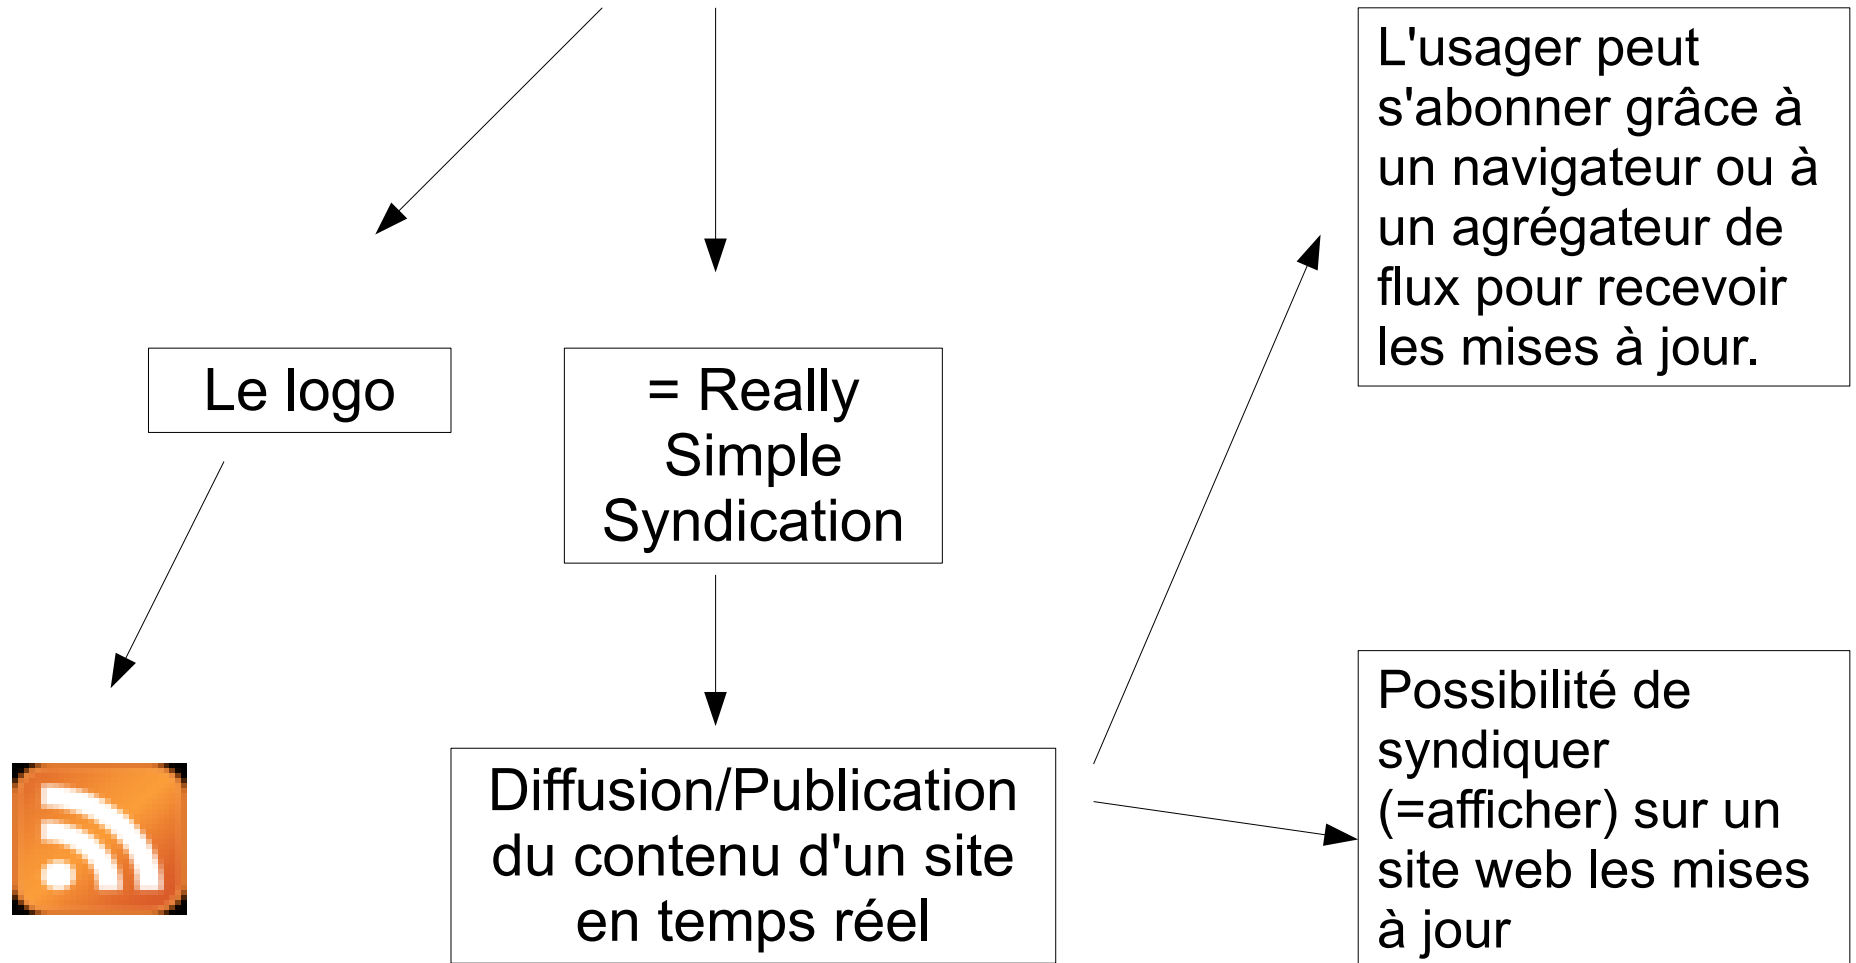 Le logo
= Really
Simple
Syndication
Diffusion/Publication
du contenu d'un site
en temps réel
L'usager peut
s'abonner grâce à
un navigateur ou à
un agrégateur de
flux pour recevoir
les mises à jour.
Possibilité de
syndiquer
(=afficher) sur un
site web les mises
à jour